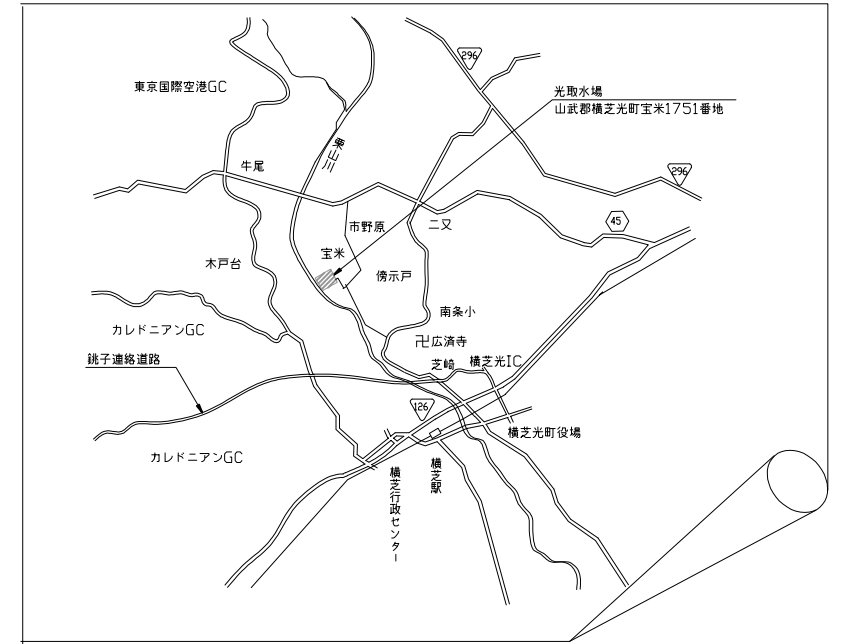 296
東京国際空港GC
光取水場
山武郡横芝光町宝米1751番地
栗山川
牛尾
296
市野原
二又
45
宝米
木戸台
傍示戸
南条小
カレドニアンGC
卍広済寺
銚子連絡道路
芝崎
横芝光IC
126
横芝光町役場
カレドニアンGC
横芝駅
横芝行政センター